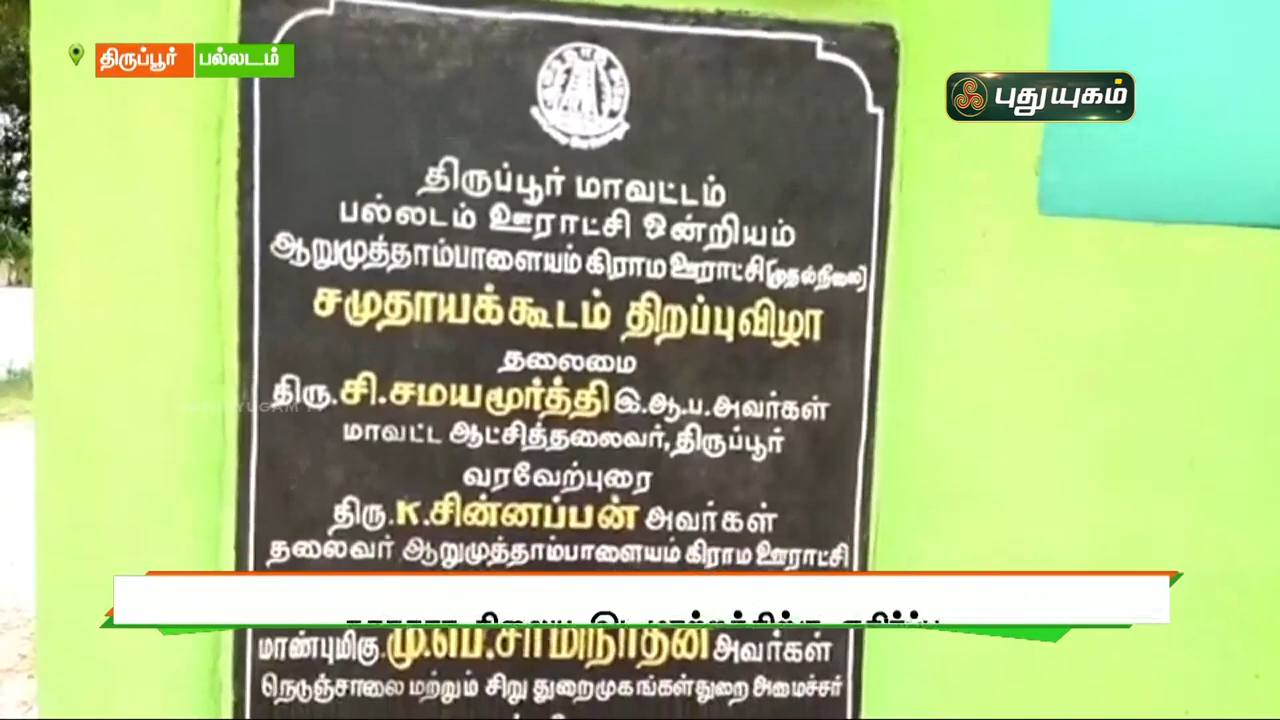 திருப்பூர் பல்லடம்
புதுயுகம்
திருப்பூர் மாவட்டம்
பல்லடம் ஊராட்சி ஒன்றியம்
ஆறுமுத்தாம்பாளையம் கிராம ஊராட்சி (முதல்நிலை)
சமுதாயக்கூடம் திறப்புவிழா
தலைமை
திரு. சி.சமயமூர்த்தி இ.ஆ.ப. அவர்கள்
மாவட்ட ஆட்சித்தலைவர், திருப்பூர்
வரவேற்புரை
திரு. K.சின்னப்பன் அவர்கள்
தலைவர் ஆறுமுத்தாம்பாளையம் கிராம ஊராட்சி
மாண்புமிகு. மு.பெ.சாமிநாதன் அவர்கள்
நெடுஞ்சாலை மற்றும் சிறு துறைமுகங்கள் துறை அமைச்சர்